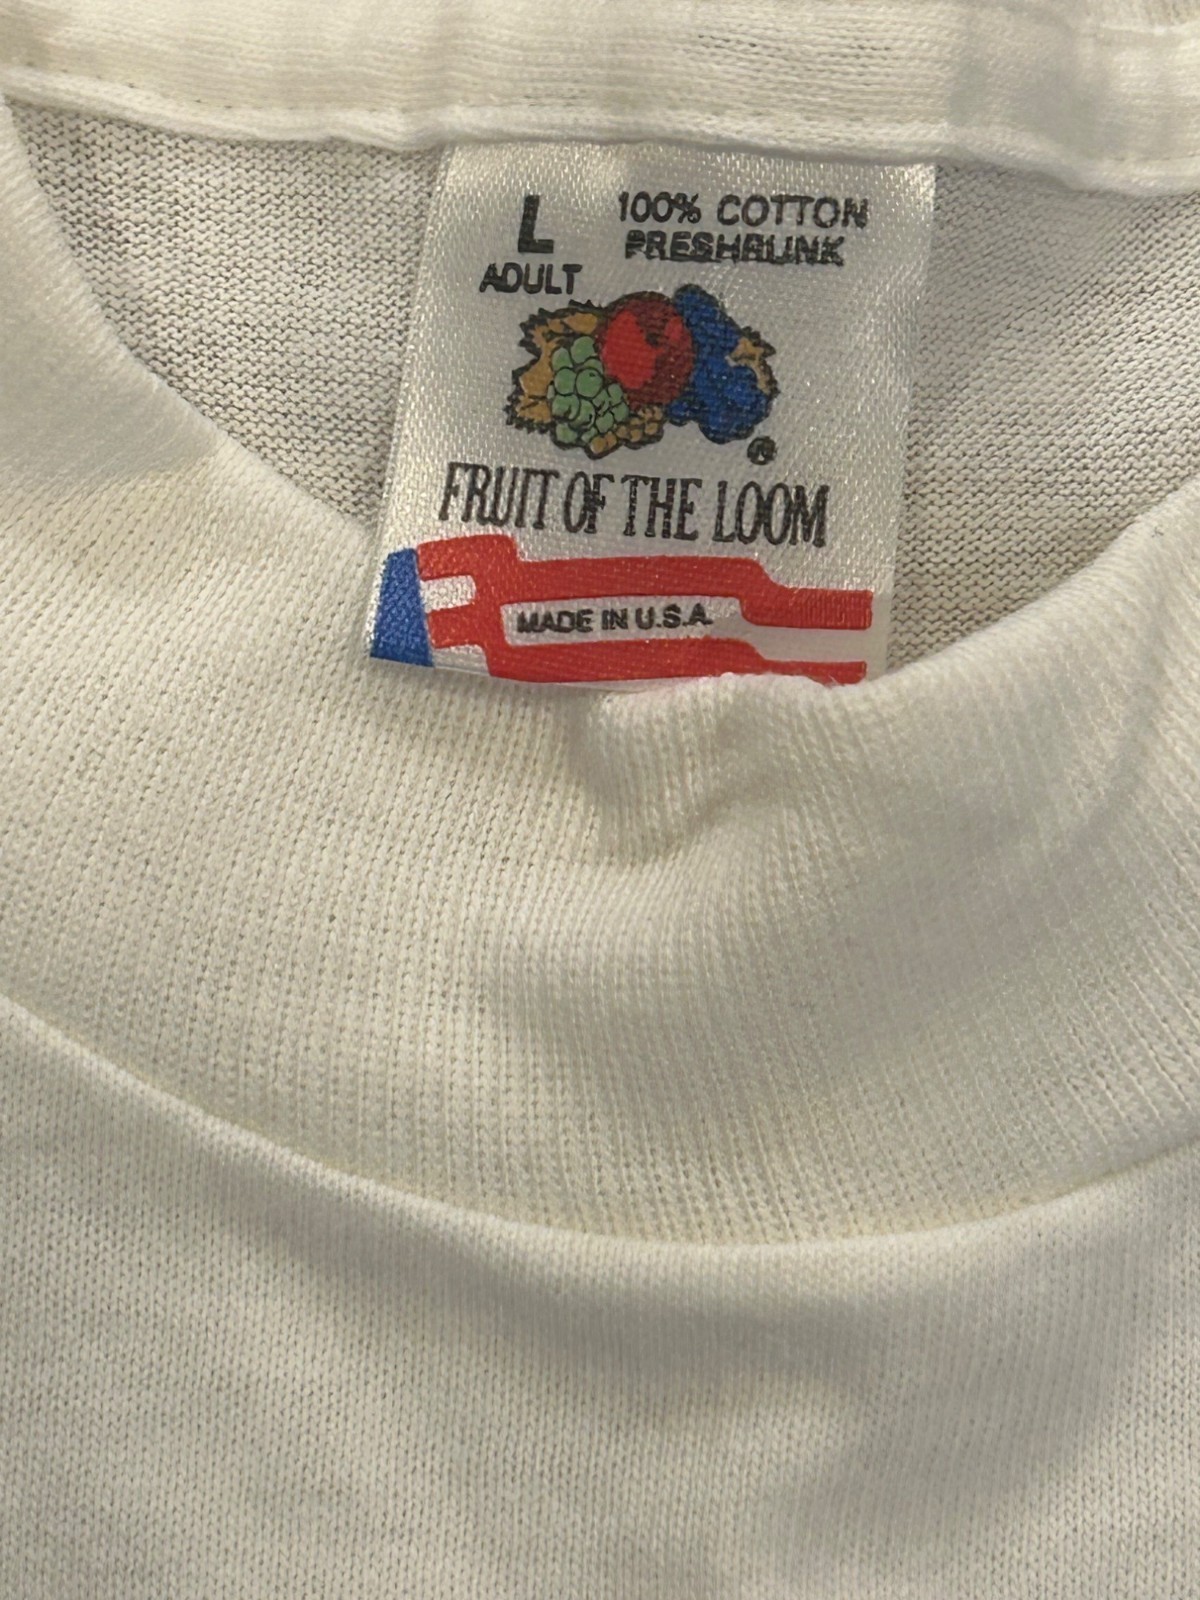 L
ADULT
100% COTTON
PRESHRUNK
®
FRUIT OF THE LOOM
MADE IN U.S.A.